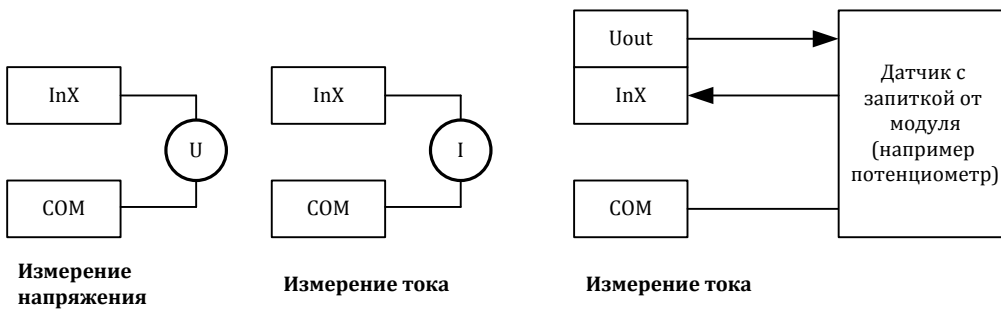 InX
U
COM
Измерение
напряжения
InX
I
COM
Измерение тока
Uout
InX
COM
Датчик с
запиткой от
модуля
(например
потенциометр)
Измерение тока